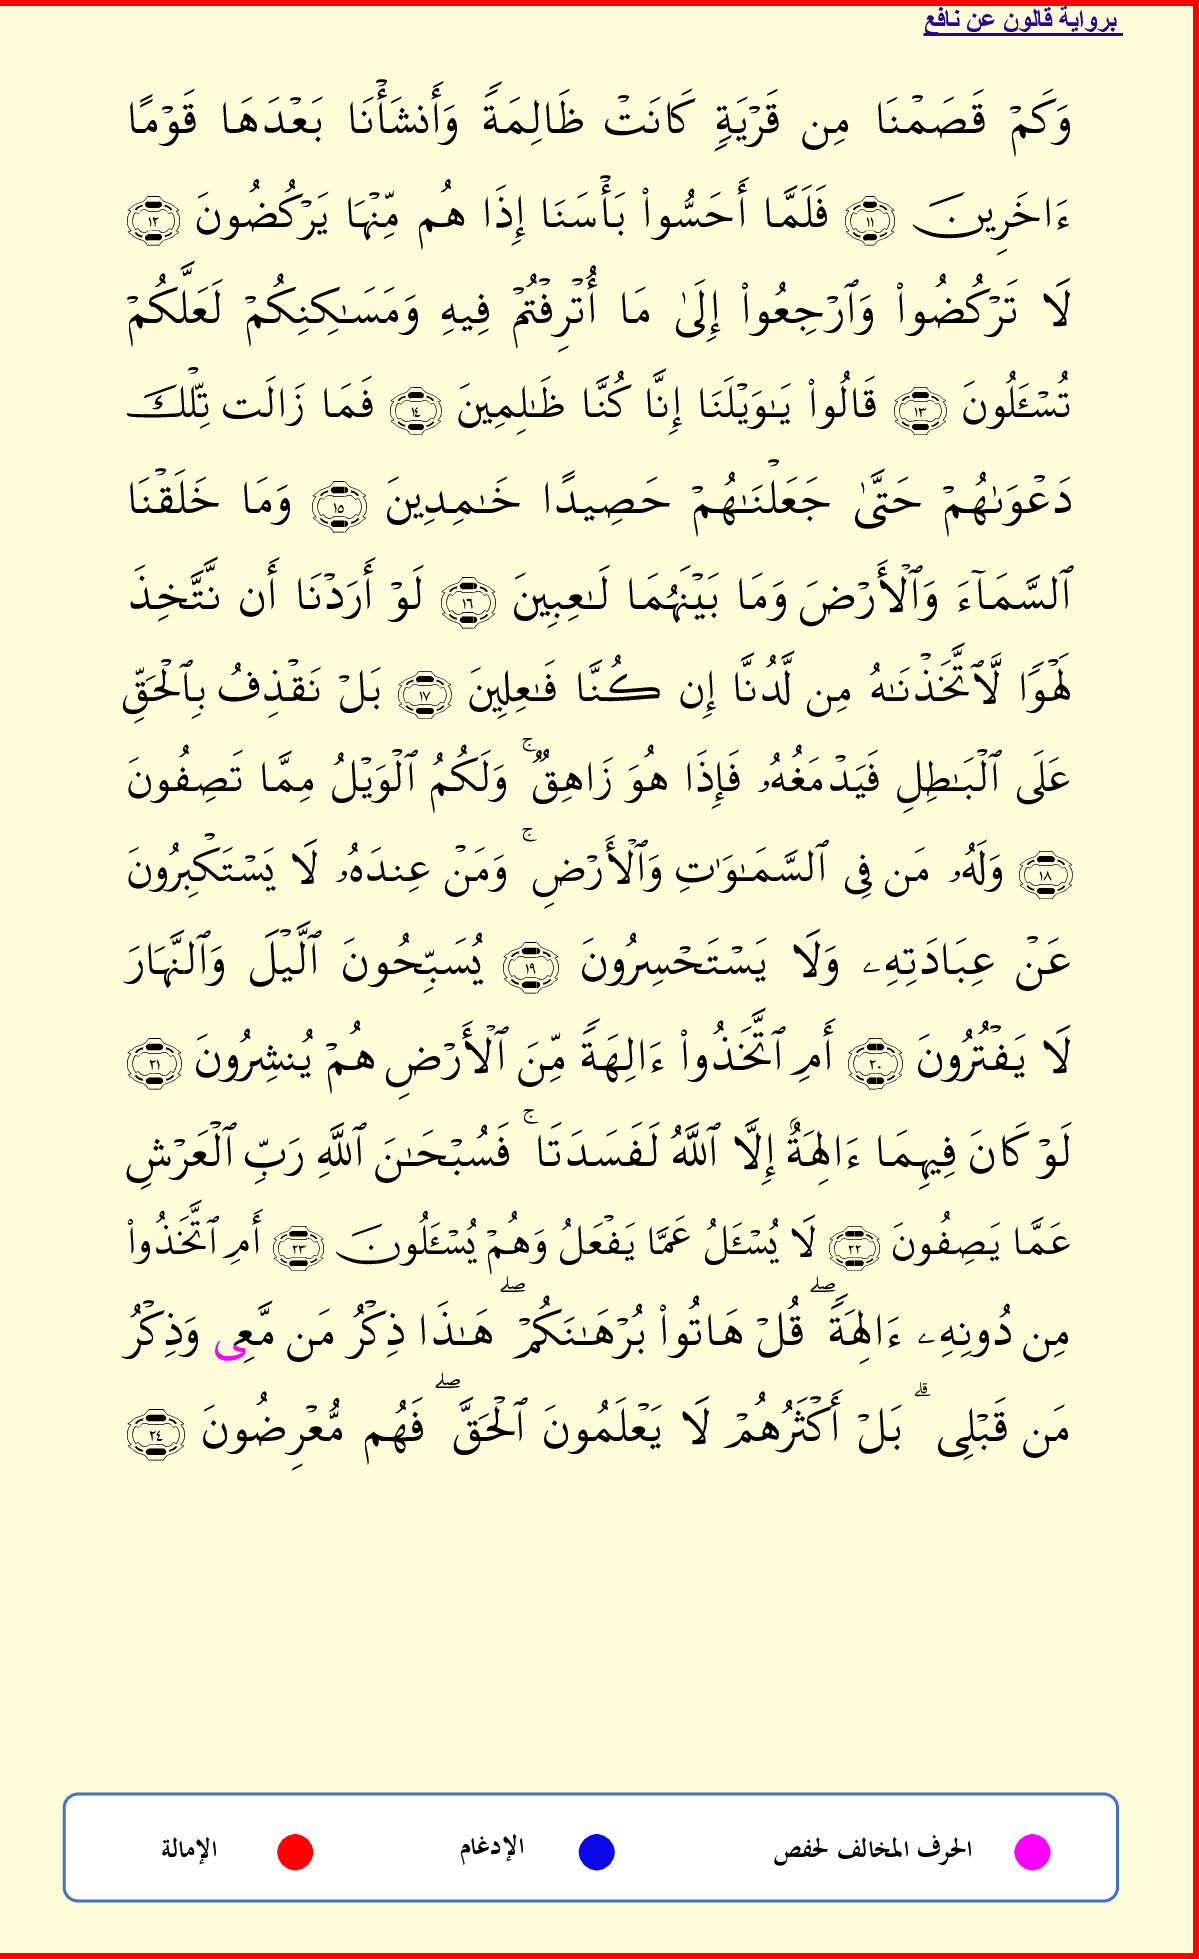 برواية قالون عن نافع
وَكَمۡ قَصَمۡنَا مِن قَرۡيَةٖ كَانَتۡ ظَالِمَةٗ وَأَنشَأۡنَا بَعۡدَهَا قَوۡمًا
ءَاخَرِينَ ١١ فَلَمَّآ أَحَسُّواْ بَأۡسَنَا إِذَا هُم مِّنۡهَا يَرۡكُضُونَ ١٢
لَا تَرۡكُضُواْ وَٱرۡجِعُواْ إِلَىٰ مَا أُتۡرِفۡتُمۡ فِيهِ وَمَسَـٰكِنِكُمۡ لَعَلَّكُمۡ
تُسۡـَٔلُونَ ١٣ قَالُواْ يَـٰوَيۡلَنَا إِنَّا كُنَّا ظَـٰلِمِينَ ١٤ فَمَا زَالَت تِّلۡكَ
دَعۡوَىٰهُمۡ حَتَّىٰ جَعَلۡنَـٰهُمۡ حَصِيدًا خَـٰمِدِينَ ١٥ وَمَا خَلَقۡنَا
ٱلسَّمَآءَ وَٱلۡأَرۡضَ وَمَا بَيۡنَهُمَا لَـٰعِبِينَ ١٦ لَوۡ أَرَدۡنَا أَن نَّتَّخِذَ
لَهۡوٗا لَّٱتَّخَذۡنَـٰهُ مِن لَّدُنَّا إِن كُنَّا فَـٰعِلِينَ ١٧ بَلۡ نَقۡذِفُ بِٱلۡحَقِّ
عَلَى ٱلۡبَـٰطِلِ فَيَدۡمَغُهُۥ فَإِذَا هُوَ زَاهِقٞۚ وَلَكُمُ ٱلۡوَيۡلُ مِمَّا تَصِفُونَ
١٨ وَلَهُۥ مَن فِي ٱلسَّمَـٰوَٰتِ وَٱلۡأَرۡضِۚ وَمَنۡ عِندَهُۥ لَا يَسۡتَكۡبِرُونَ
عَنۡ عِبَادَتِهِۦ وَلَا يَسۡتَحۡسِرُونَ ١٩ يُسَبِّحُونَ ٱلَّيۡلَ وَٱلنَّهَارَ
لَا يَفۡتُرُونَ ٢٠ أَمِ ٱتَّخَذُواْ ءَالِهَةٗ مِّنَ ٱلۡأَرۡضِ هُمۡ يُنشِرُونَ ٢١
لَوۡ كَانَ فِيهِمَا ءَالِهَةٌ إِلَّا ٱللَّهُ لَفَسَدَتَاۚ فَسُبۡحَـٰنَ ٱللَّهِ رَبِّ ٱلۡعَرۡشِ
عَمَّا يَصِفُونَ ٢٢ لَا يُسۡـَٔلُ عَمَّا يَفۡعَلُ وَهُمۡ يُسۡـَٔلُونَ ٢٣ أَمِ ٱتَّخَذُواْ
مِن دُونِهِۦ ءَالِهَةٗۖ قُلۡ هَاتُواْ بُرۡهَـٰنَكُمۡۖ هَـٰذَا ذِكۡرُ مَن مَّعِي وَذِكۡرُ
مَن قَبۡلِيۗ بَلۡ أَكۡثَرُهُمۡ لَا يَعۡلَمُونَ ٱلۡحَقَّۖ فَهُم مُّعۡرِضُونَ ٢٤
الحرف المخالف لحفص الإدغام الإمالة